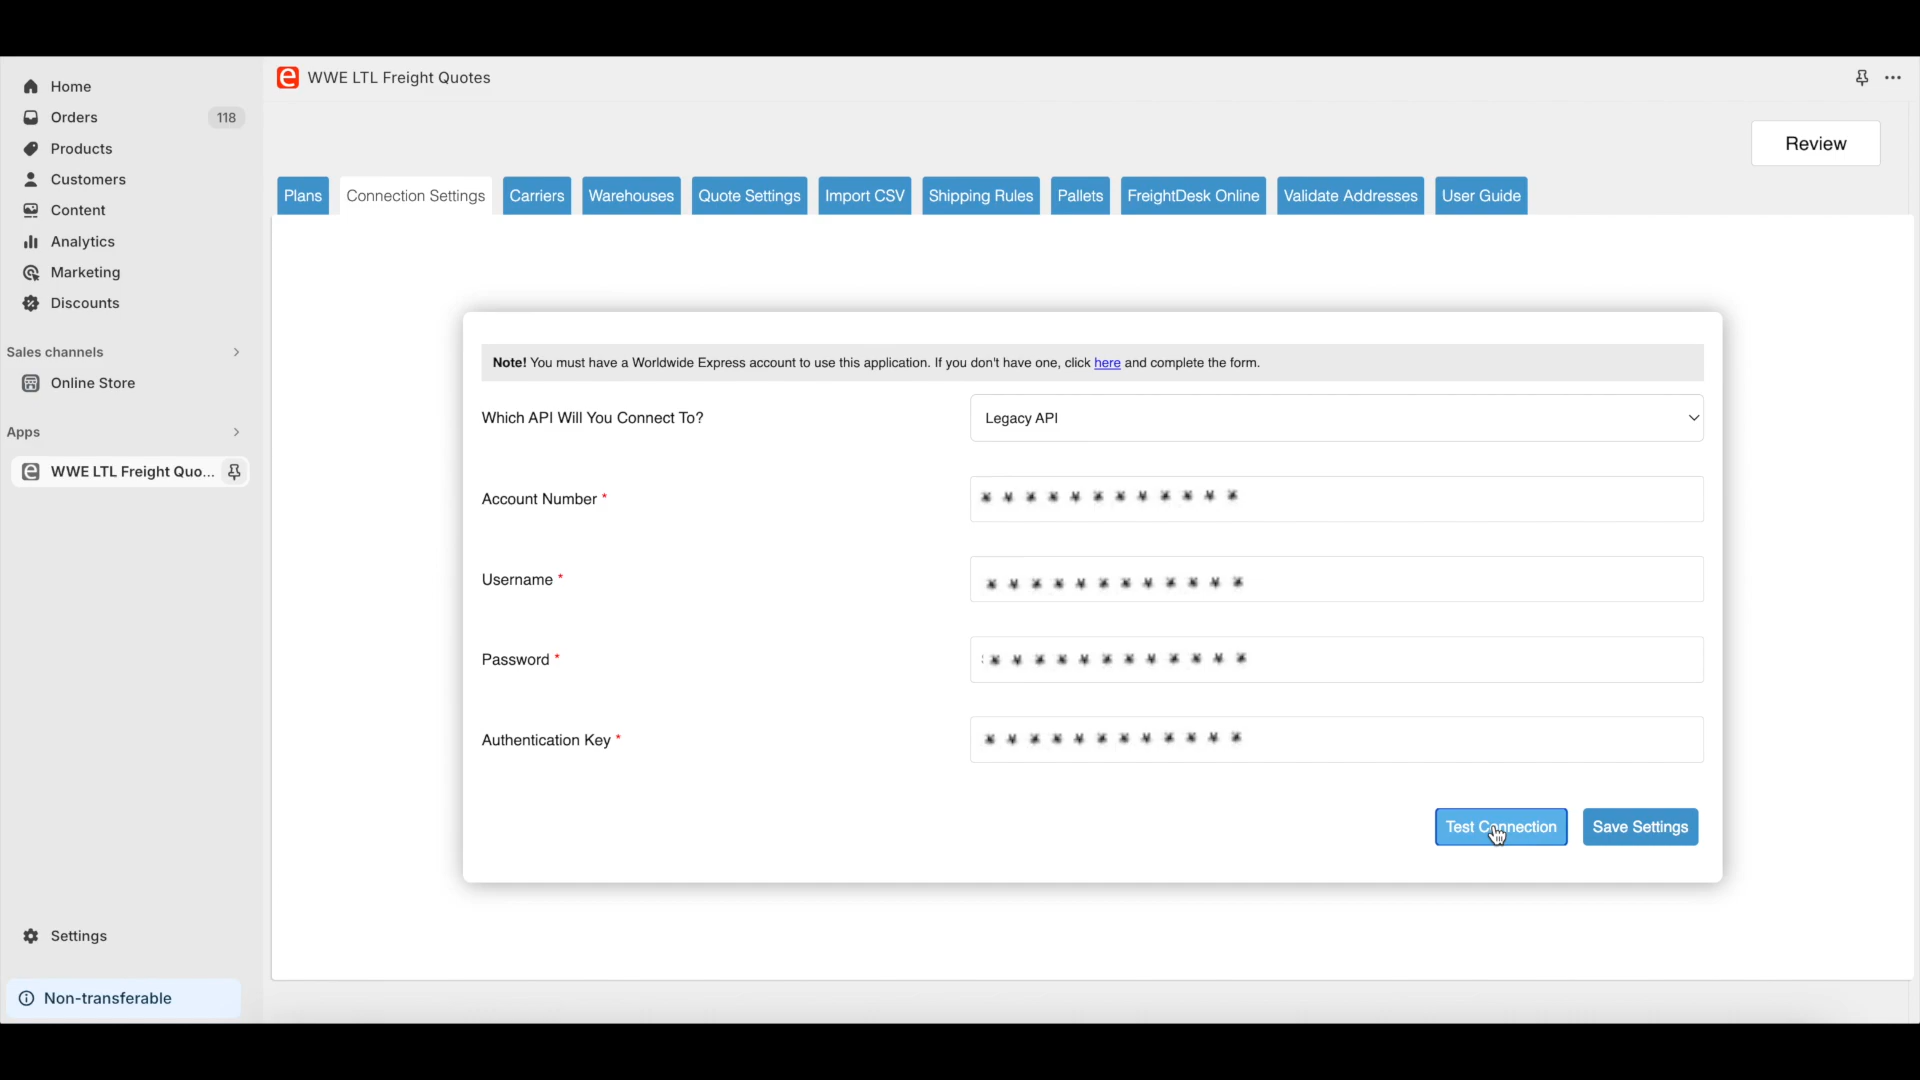 WWE LTL Freight Quotes
Home
Orders 118
Products
Customers
Content
Analytics
Marketing
Discounts
Sales channels
Online Store
Apps
WWE LTL Freight Quo...
Settings
Non-transferable
Review
Plans Connection Settings Carriers Warehouses Quote Settings Import CSV Shipping Rules Pallets FreightDesk Online Validate Addresses User Guide
Note! You must have a Worldwide Express account to use this application. If you don't have one, click here and complete the form.
Which API Will You Connect To? Legacy API
Account Number *
Username *
Password *
Authentication Key *
Test Connection Save Settings